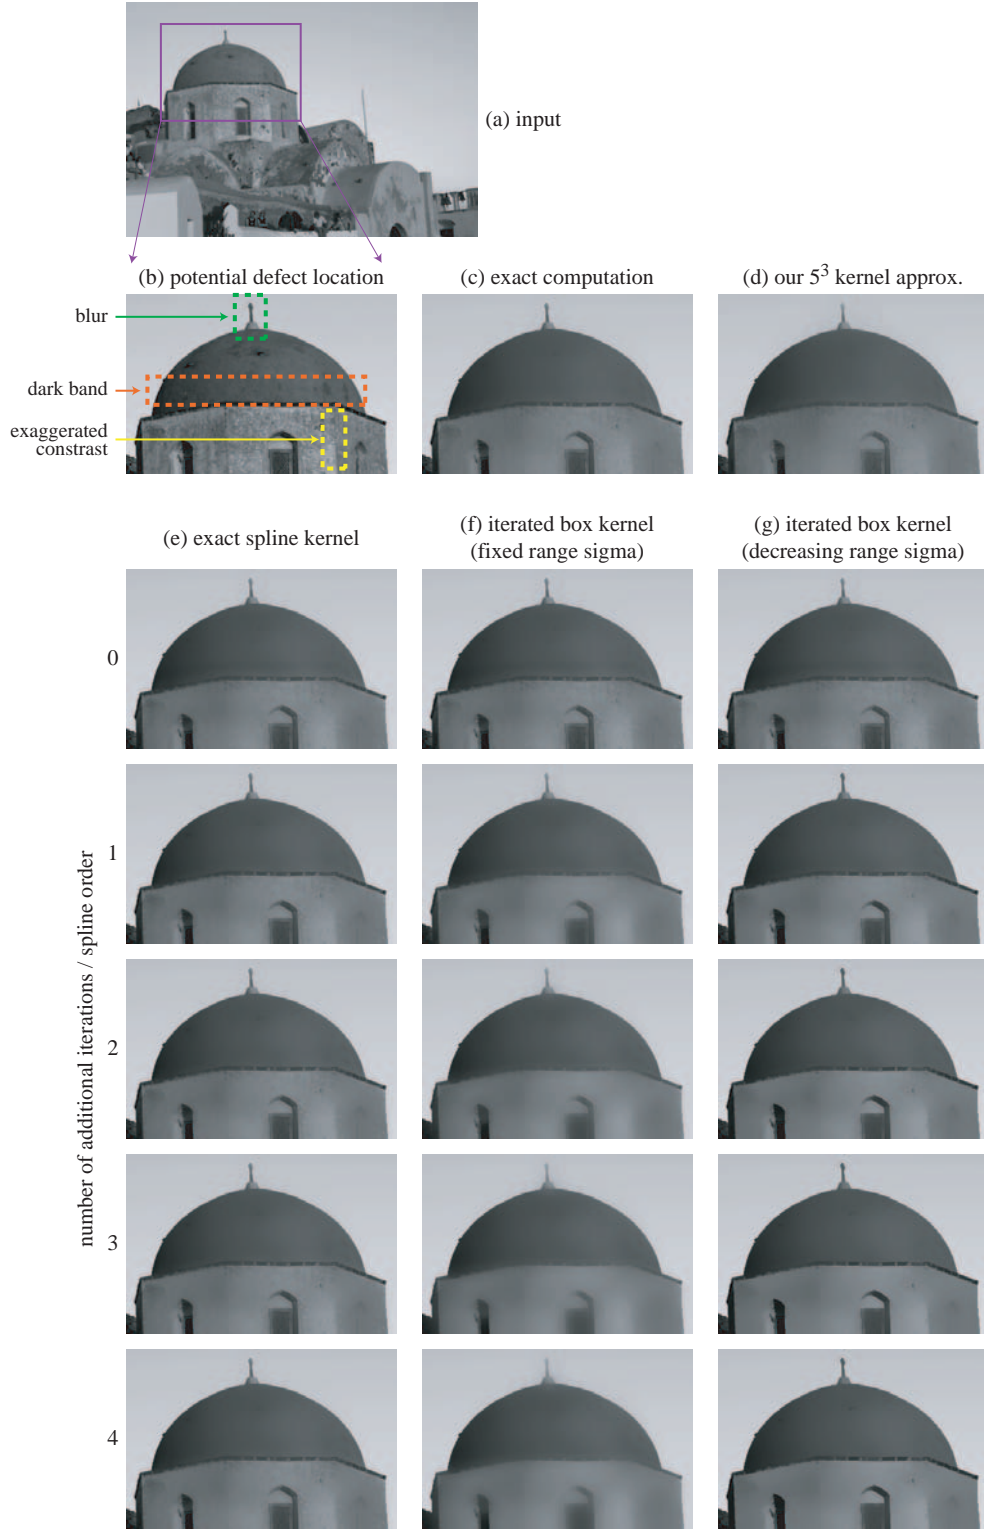 (a) input
(b) potential defect location
(c) exact computation
(d) our 5³ kernel approx.
blur
dark band
exaggerated
constrast
(e) exact spline kernel
(f) iterated box kernel
(fixed range sigma)
(g) iterated box kernel
(decreasing range sigma)
0
1
2
3
4
number of additional iterations / spline order